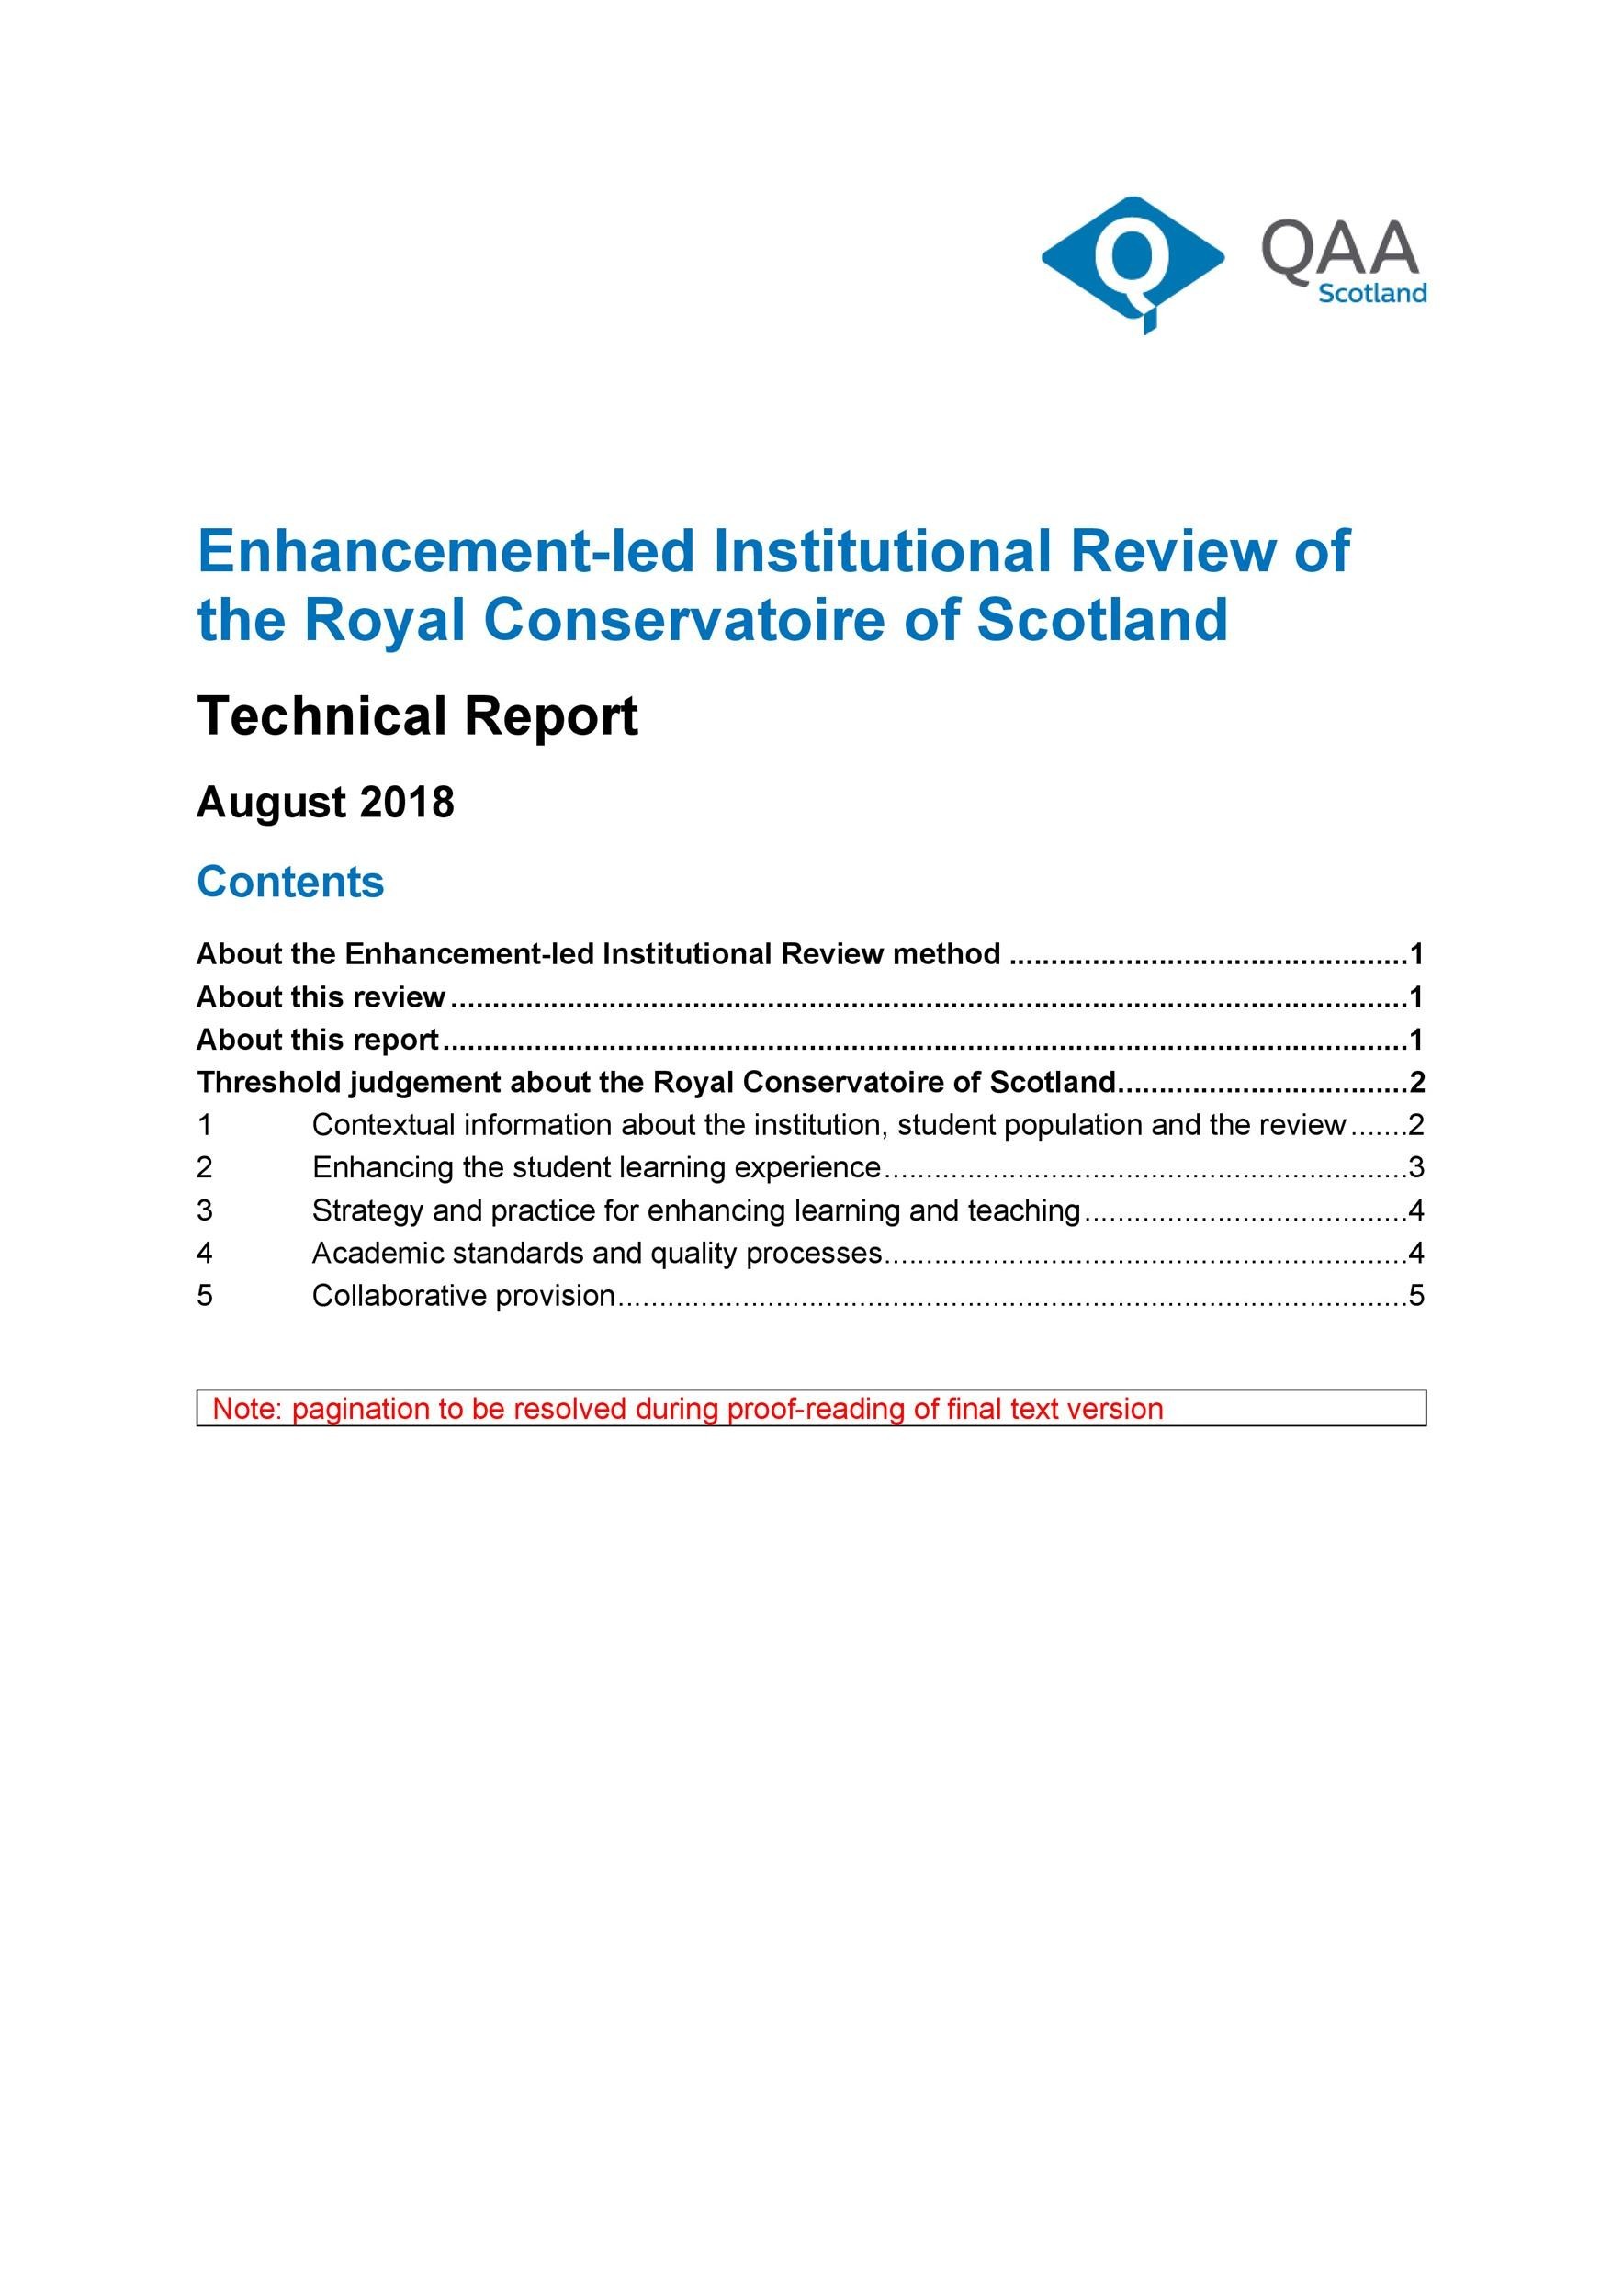 QAA
Scotland
Enhancement-led Institutional Review of
the Royal Conservatoire of Scotland
Technical Report
August 2018
Contents
About the Enhancement-led Institutional Review method ................................................ 1
About this review .................................................................................................................... 1
About this report ..................................................................................................................... 1
Threshold judgement about the Royal Conservatoire of Scotland ................................... 2
1 Contextual information about the institution, student population and the review ....... 2
2 Enhancing the student learning experience ............................................................... 3
3 Strategy and practice for enhancing learning and teaching ....................................... 4
4 Academic standards and quality processes ............................................................... 4
5 Collaborative provision ............................................................................................... 5
Note: pagination to be resolved during proof-reading of final text version